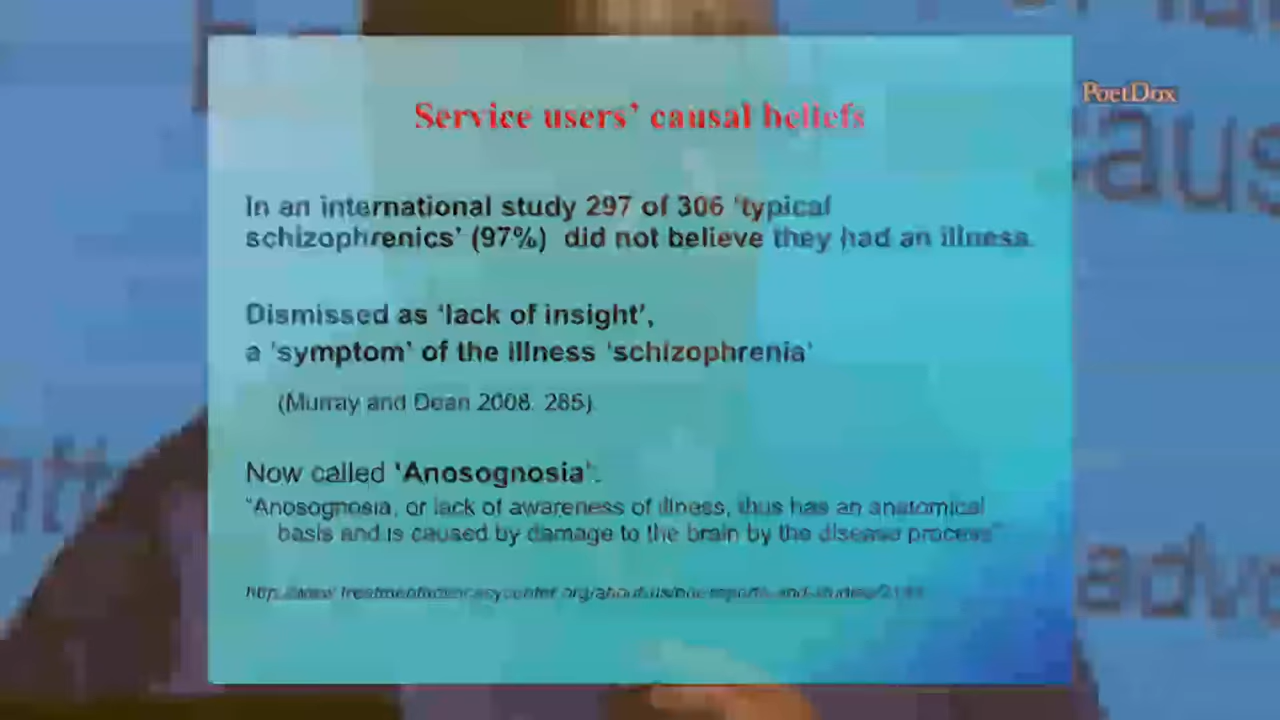 PoetDox
Service users' causal beliefs
aus
In an international study 297 of 306 'typical
schizophrenics' (97%) did not believe they had an illness.
Dismissed as 'lack of insight',
a 'symptom' of the illness 'schizophrenia'
(Murray and Dean 2008: 285)
Now called 'Anosognosia':
"Anosognosia, or lack of awareness of illness, thus has an anatomical
basis and is caused by damage to the brain by the disease process"
advo